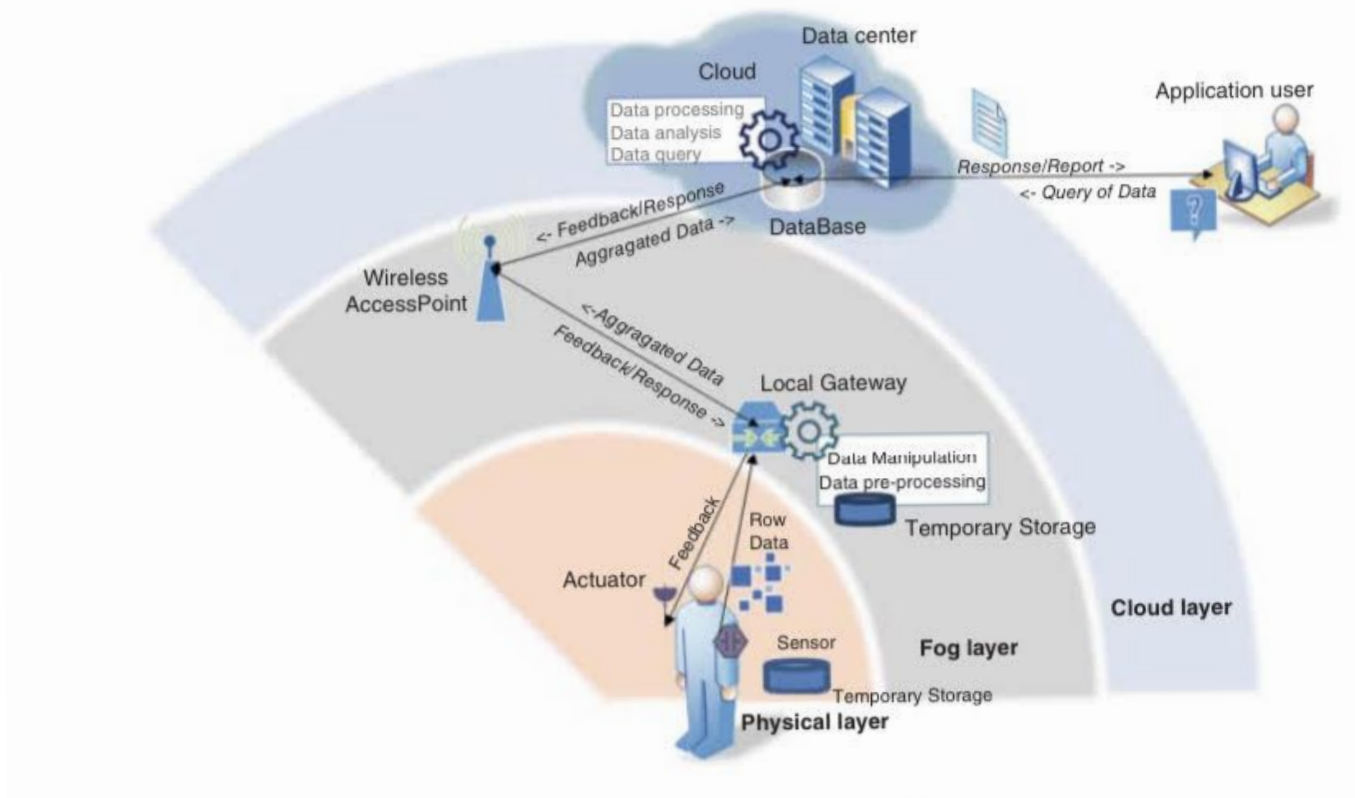 Data center
Cloud
Application user
Data processing
Data analysis
Data query
Response/Report ->
<- Query of Data
?
<- Feedback/Response
Aggragated Data ->
DataBase
Wireless
AccessPoint
<-Aggragated Data
Feedback/Response ->
Local Gateway
Data Manipulation
Data pre-processing
Temporary Storage
Feedback
Row
Data
Actuator
Sensor
Temporary Storage
Physical layer
Fog layer
Cloud layer